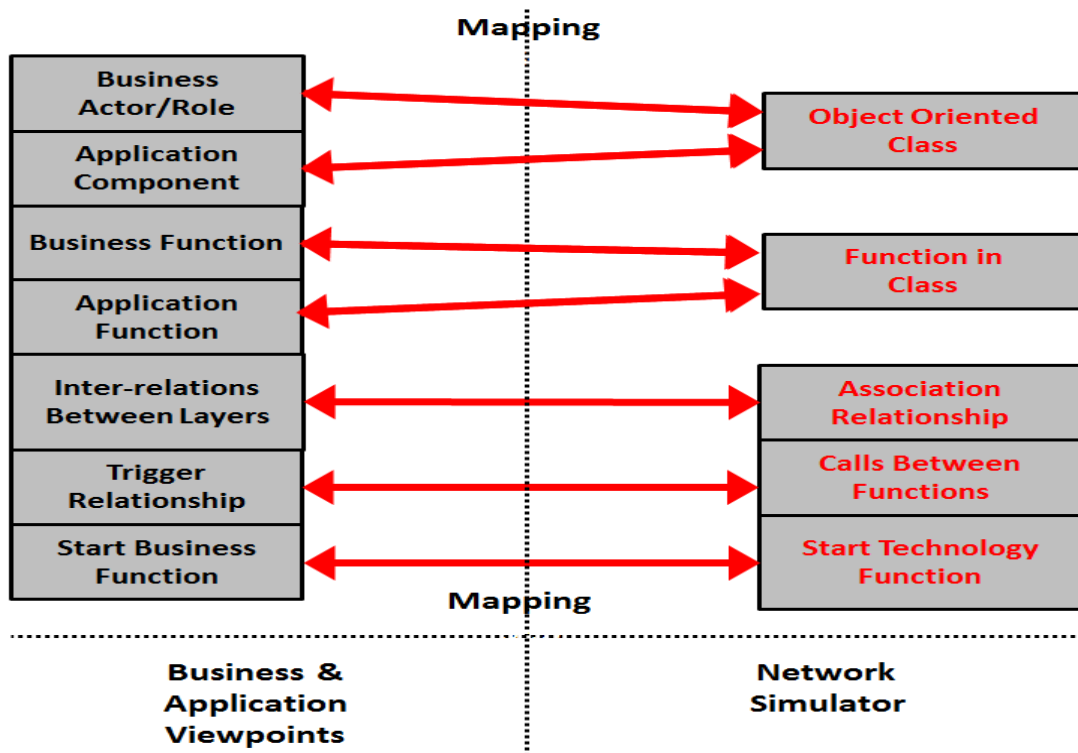 Mapping
Business
Actor/Role
Application
Component
Business Function
Application
Function
Inter-relations
Between Layers
Trigger
Relationship
Start Business
Function
Object Oriented
Class
Function in
Class
Association
Relationship
Calls Between
Functions
Start Technology
Function
Mapping
Business &
Application
Viewpoints
Network
Simulator